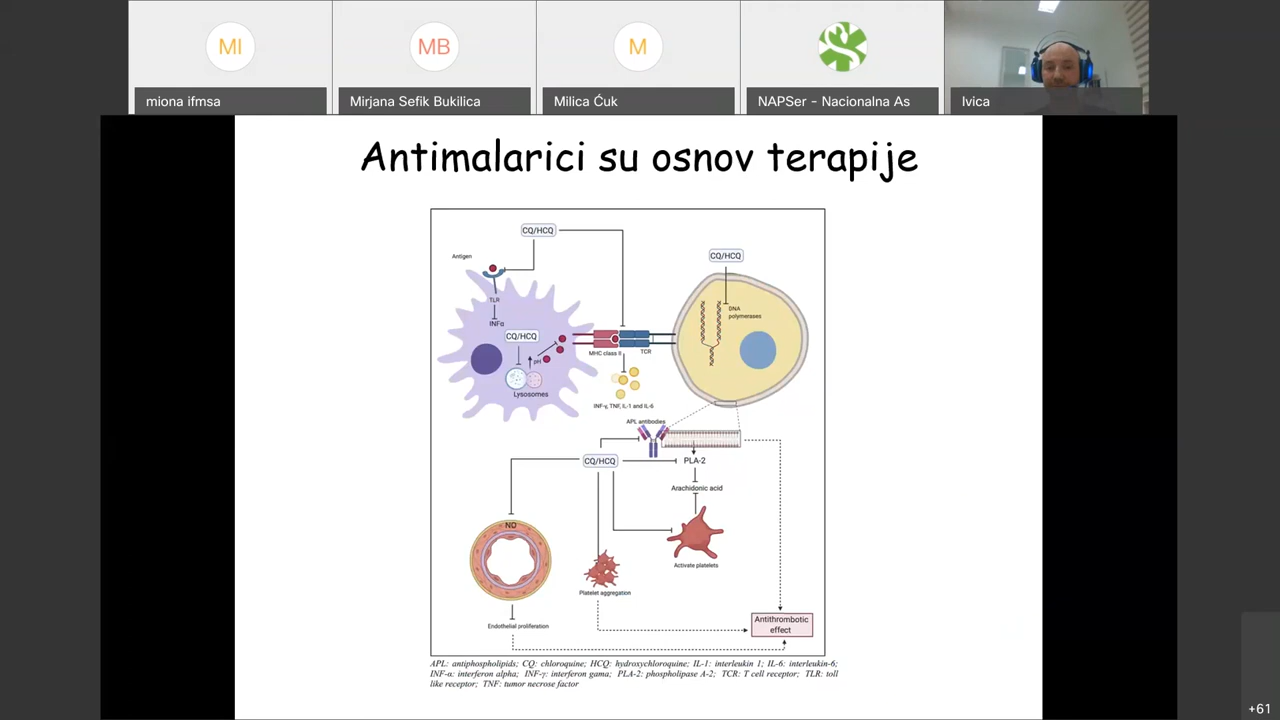 MI
MB
M
miona ifmsa
Mirjana Sefik Bukilica
Milica Ćuk
NAPSer - Nacionalna As
Ivica
Antimalarici su osnov terapije
CQ/HCQ
Antigen
CQ/HCQ
TLR
INFα
DNA
polymerases
CQ/HCQ
pH
MHC class II
TCR
Lysosomes
INF-γ, TNF, IL-1 and IL-6
APL antibodies
CQ/HCQ
PLA-2
Arachidonic acid
NO
Activate platelets
Platelet aggregation
Endothelial proliferation
Antithrombotic
effect
APL: antiphospholipids; CQ: chloroquine; HCQ: hydroxychloroquine; IL-1: interleukin 1; IL-6: interleukin-6;
INF-α: interferon alpha; INF-γ: interferon gama; PLA-2: phospholipase A-2; TCR: T cell receptor; TLR: toll
like receptor; TNF: tumor necrose factor
+61